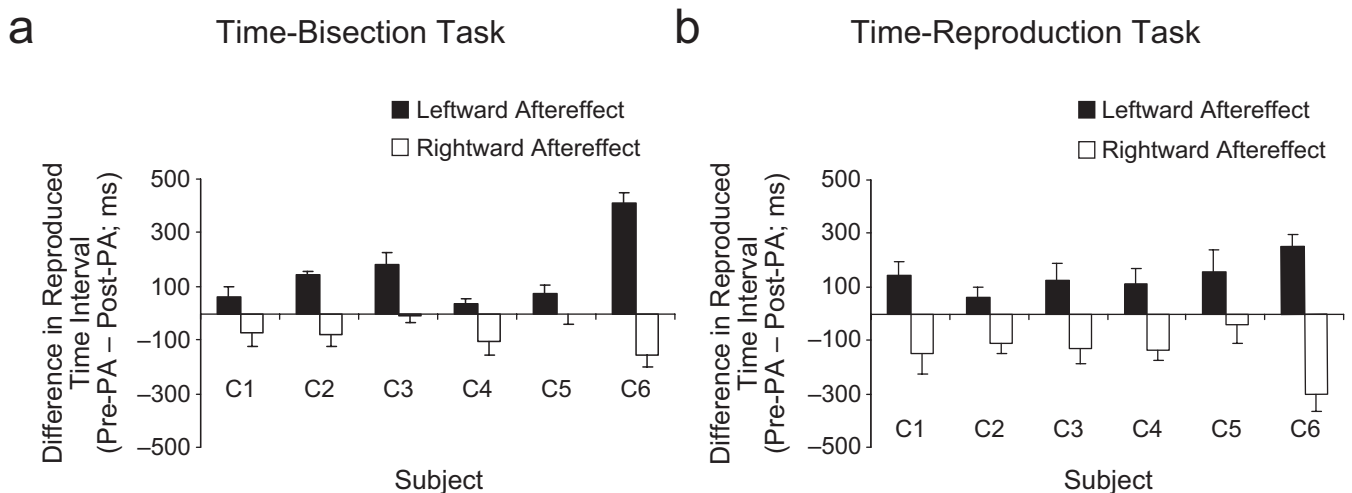 a
Time-Bisection Task
Leftward Aftereffect
Rightward Aftereffect
Difference in Reproduced
Time Interval
(Pre-PA – Post-PA; ms)
500
300
100
–100
–300
–500
C1 C2 C3 C4 C5 C6
Subject
b
Time-Reproduction Task
Leftward Aftereffect
Rightward Aftereffect
Difference in Reproduced
Time Interval
(Pre-PA – Post-PA; ms)
500
300
100
–100
–300
–500
C1 C2 C3 C4 C5 C6
Subject